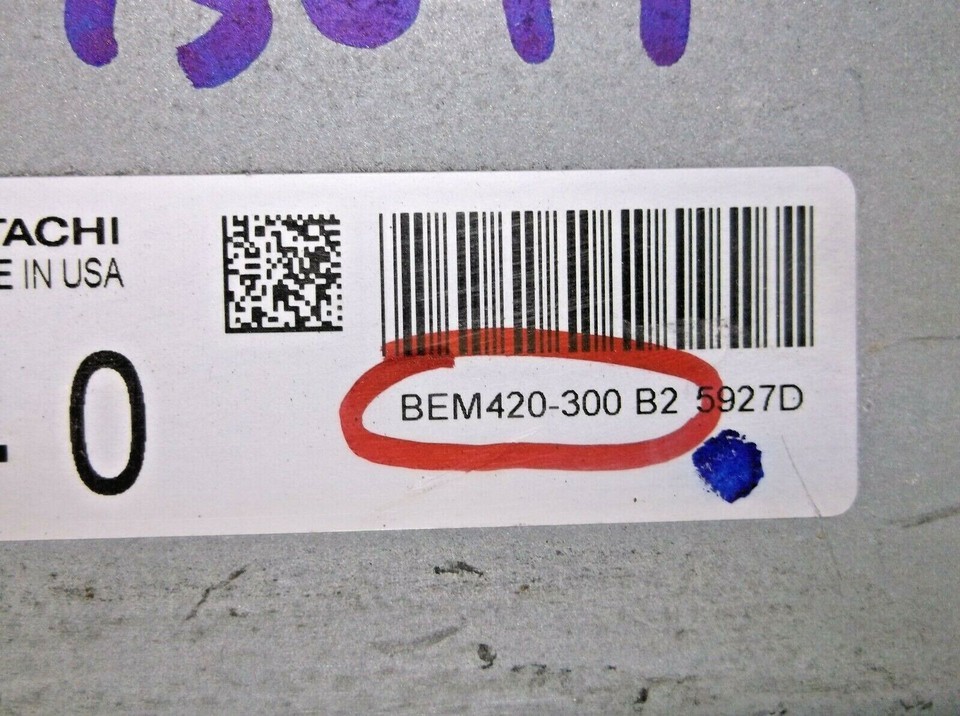 TACHI
E IN USA
0
BEM420-300 B2 5927D